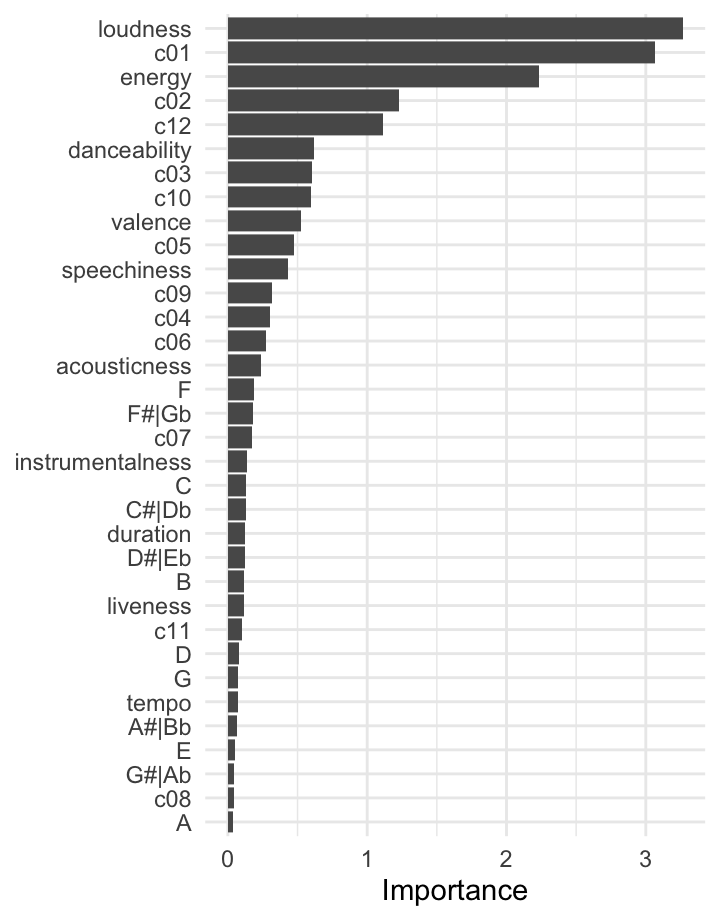 loudness
c01
energy
c02
c12
danceability
c03
c10
valence
c05
speechiness
c09
c04
c06
acousticness
F
F#|Gb
c07
instrumentalness
C
C#|Db
duration
D#|Eb
B
liveness
c11
D
G
tempo
A#|Bb
E
G#|Ab
c08
A
0 1 2 3
Importance